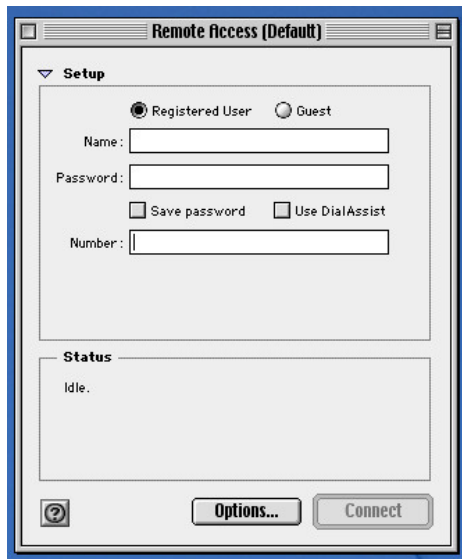 Remote Access (Default)
Setup
Registered User Guest
Name:
Password:
Save password Use DialAssist
Number:
Status
Idle.
? Options... Connect